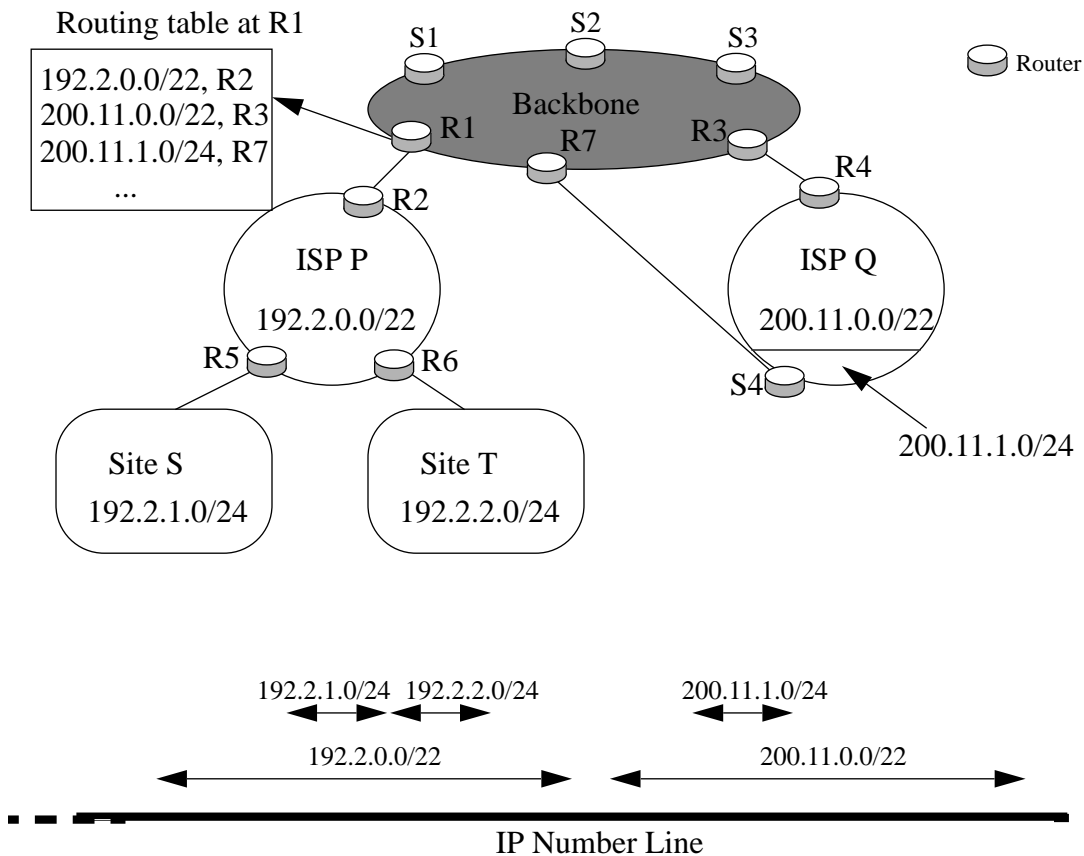 Routing table at R1
192.2.0.0/22, R2
200.11.0.0/22, R3
200.11.1.0/24, R7
...
S1
S2
S3
Router
Backbone
R1
R7
R3
R2
R4
ISP P
192.2.0.0/22
ISP Q
200.11.0.0/22
R5
R6
S4
200.11.1.0/24
Site S
192.2.1.0/24
Site T
192.2.2.0/24
192.2.1.0/24
192.2.2.0/24
200.11.1.0/24
192.2.0.0/22
200.11.0.0/22
IP Number Line